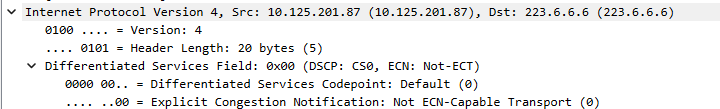 Internet Protocol Version 4, Src: 10.125.201.87 (10.125.201.87), Dst: 223.6.6.6 (223.6.6.6)
0100 .... = Version: 4
.... 0101 = Header Length: 20 bytes (5)
Differentiated Services Field: 0x00 (DSCP: CS0, ECN: Not-ECT)
0000 00.. = Differentiated Services Codepoint: Default (0)
.... ..00 = Explicit Congestion Notification: Not ECN-Capable Transport (0)